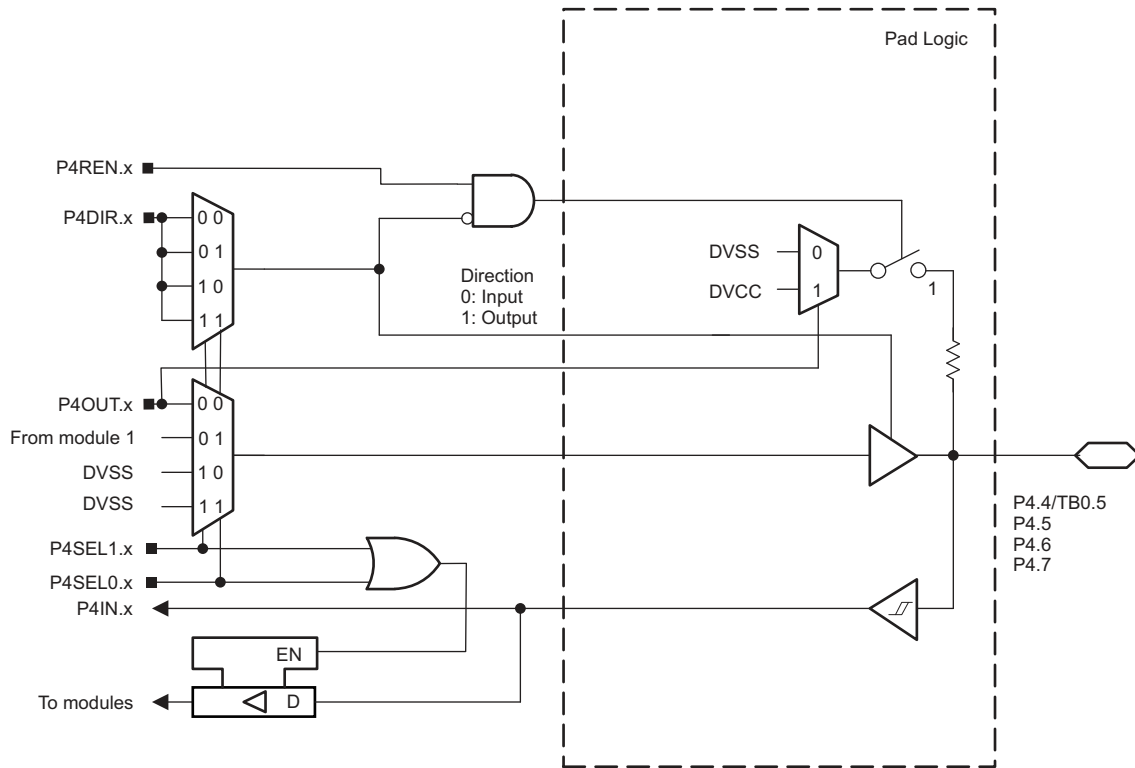 Pad Logic
P4REN.x
P4DIR.x
0 0
0 1
1 0
1 1
Direction
0: Input
1: Output
DVSS
0
DVCC
1
1
P4OUT.x
0 0
From module 1
0 1
DVSS
1 0
DVSS
1 1
P4.4/TB0.5
P4.5
P4.6
P4.7
P4SEL1.x
P4SEL0.x
P4IN.x
EN
To modules
D